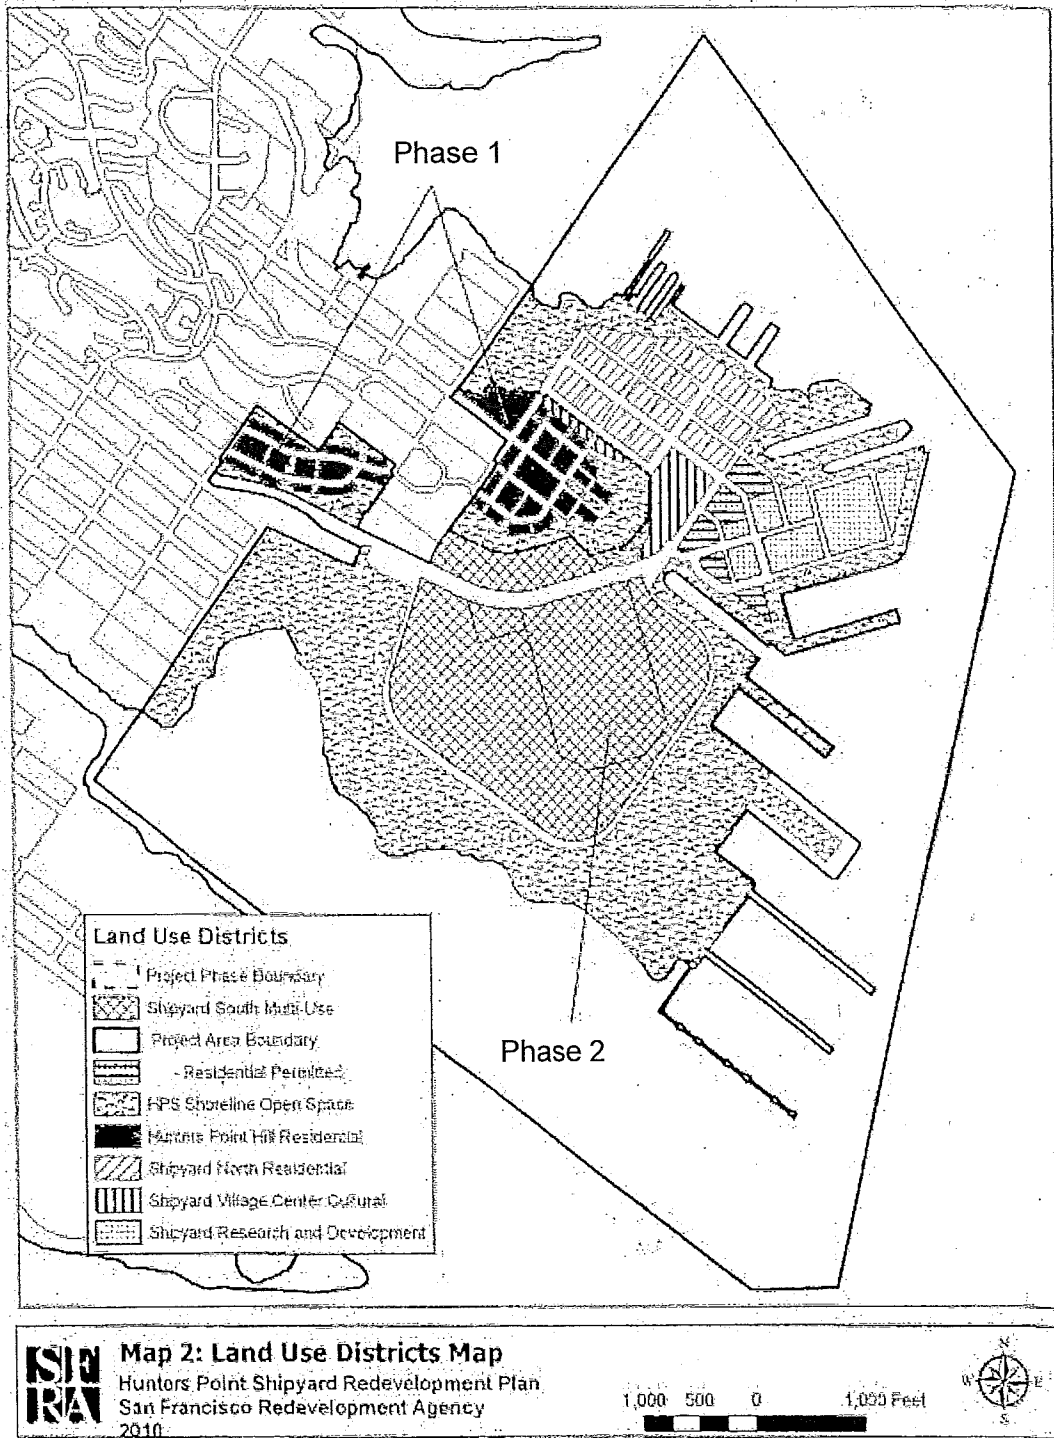 Phase 1
Phase 2
Land Use Districts
Project Phase Boundary
Shipyard South Multi-Use
Project Area Boundary
- Residential Permitted
HPS Shoreline Open Space
Hunters Point Hill Residential
Shipyard North Residential
Shipyard Village Center Cultural
Shipyard Research and Development
SF
RA
Map 2: Land Use Districts Map
Hunters Point Shipyard Redevelopment Plan
San Francisco Redevelopment Agency
2010
1,000 500 0 1,000 Feet
N
W E
S